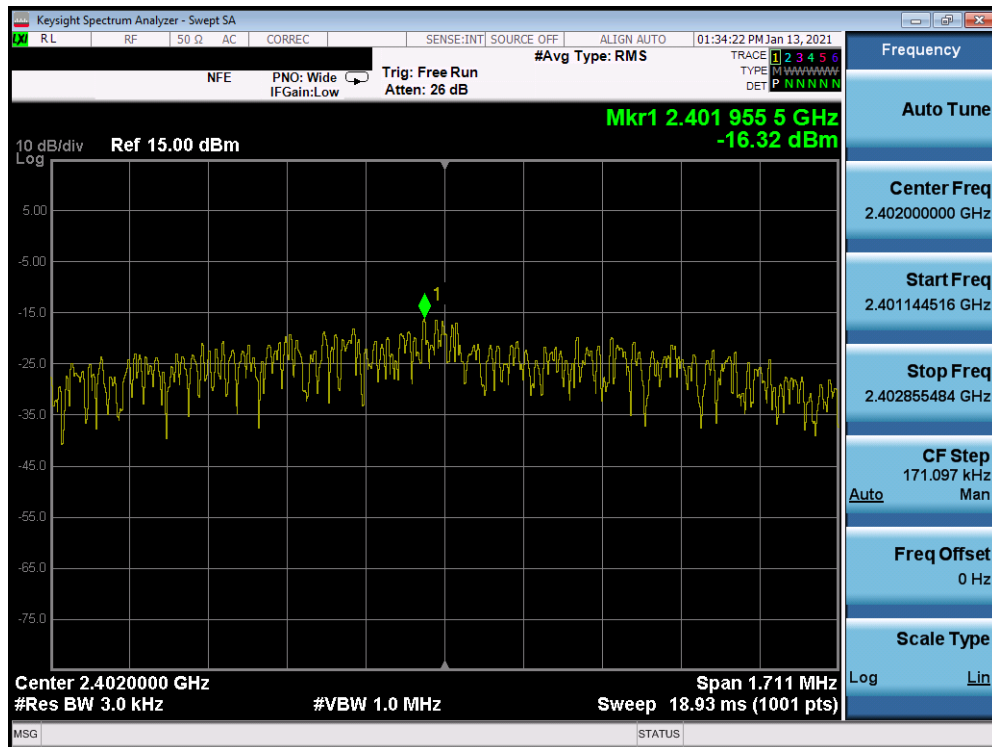 Keysight Spectrum Analyzer - Swept SA
LXI RL RF 50 Ω AC CORREC SENSE:INT SOURCE OFF ALIGN AUTO 01:34:22 PM Jan 13, 2021
#Avg Type: RMS
TRACE 1 2 3 4 5 6
NFE PNO: Wide Trig: Free Run
TYPE M W W W W W
IFGain:Low Atten: 26 dB
DET P N N N N N
Mkr1 2.401 955 5 GHz
-16.32 dBm
10 dB/div Ref 15.00 dBm
Log
5.00
-5.00
1
-15.0
-25.0
-35.0
-45.0
-55.0
-65.0
-75.0
Center 2.4020000 GHz Span 1.711 MHz
#Res BW 3.0 kHz #VBW 1.0 MHz Sweep 18.93 ms (1001 pts)
MSG STATUS
Frequency
Auto Tune
Center Freq
2.402000000 GHz
Start Freq
2.401144516 GHz
Stop Freq
2.402855484 GHz
CF Step
171.097 kHz
Auto Man
Freq Offset
0 Hz
Scale Type
Log Lin